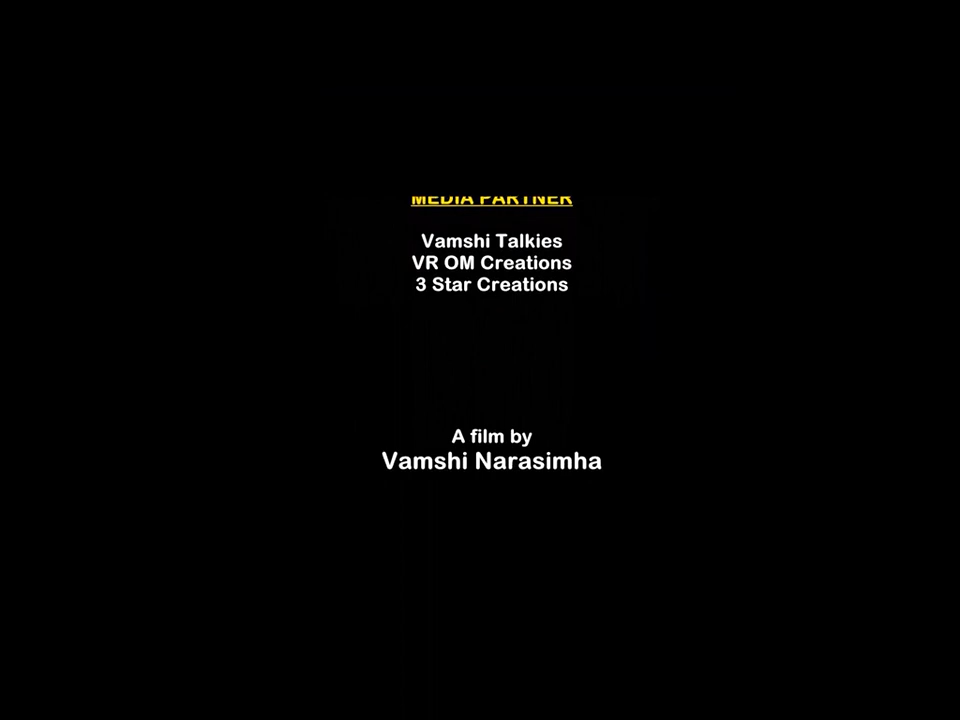 MEDIA PARTNER
Vamshi Talkies
VR OM Creations
3 Star Creations
A film by
Vamshi Narasimha